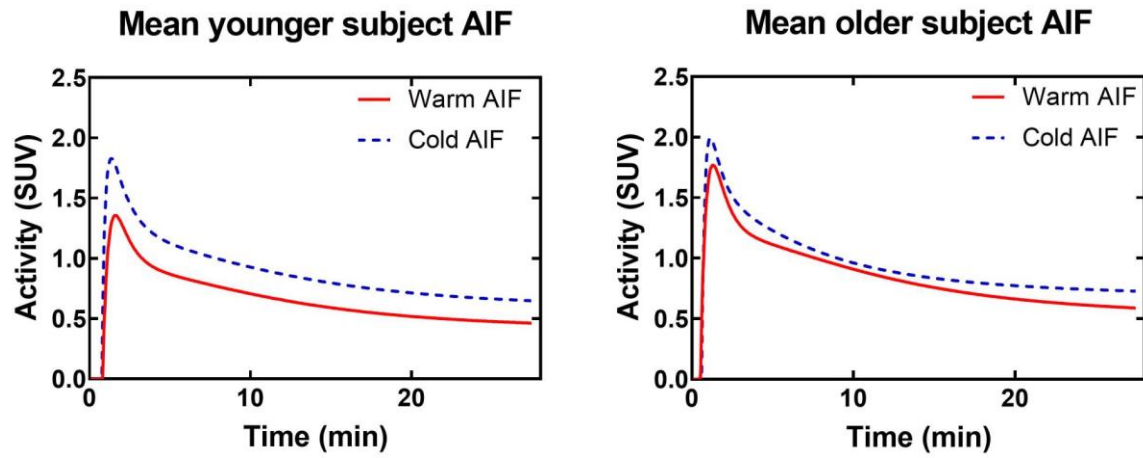 Mean younger subject AIF
2.5
2.0
1.5
1.0
0.5
0.0
Activity (SUV)
Warm AIF
Cold AIF
0
10
20
Time (min)
Mean older subject AIF
2.5
2.0
1.5
1.0
0.5
0.0
Activity (SUV)
Warm AIF
Cold AIF
0
10
20
Time (min)